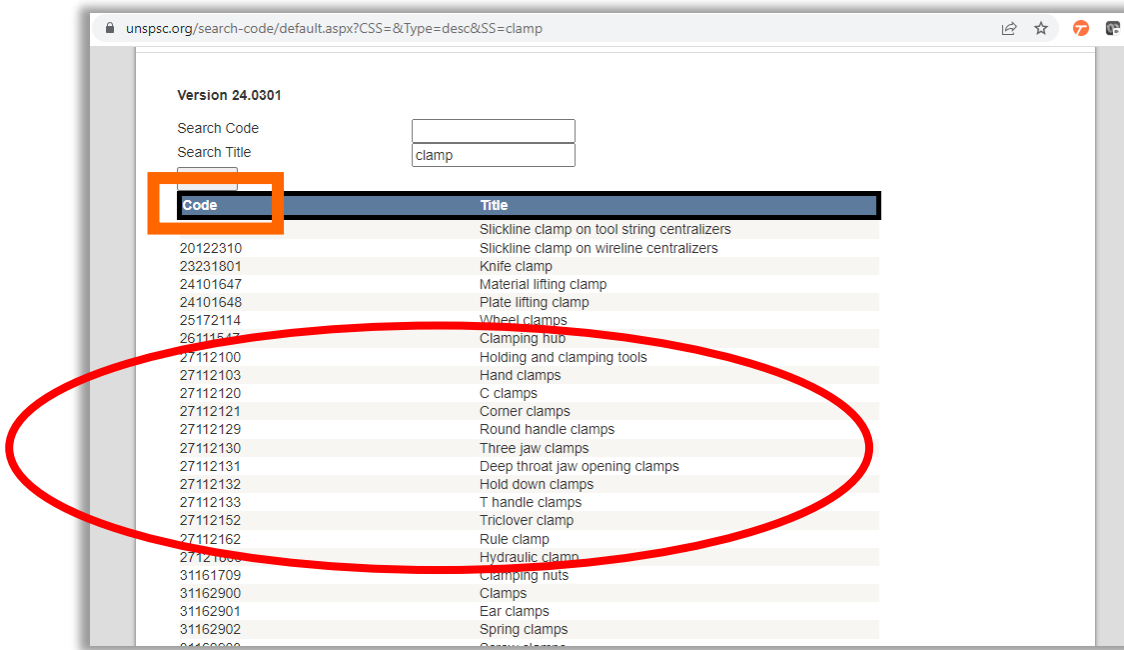 unspsc.org/search-code/default.aspx?CSS=&Type=desc&SS=clamp
Version 24.0301
Search Code
Search Title clamp
Code Title
Slickline clamp on tool string centralizers
20122310 Slickline clamp on wireline centralizers
23231801 Knife clamp
24101647 Material lifting clamp
24101648 Plate lifting clamp
25172114 Wheel clamps
26111547 Clamping hub
27112100 Holding and clamping tools
27112103 Hand clamps
27112120 C clamps
27112121 Corner clamps
27112129 Round handle clamps
27112130 Three jaw clamps
27112131 Deep throat jaw opening clamps
27112132 Hold down clamps
27112133 T handle clamps
27112152 Triclover clamp
27112162 Rule clamp
Hydraulic clamp
31161709 Clamping nuts
31162900 Clamps
31162901 Ear clamps
31162902 Spring clamps